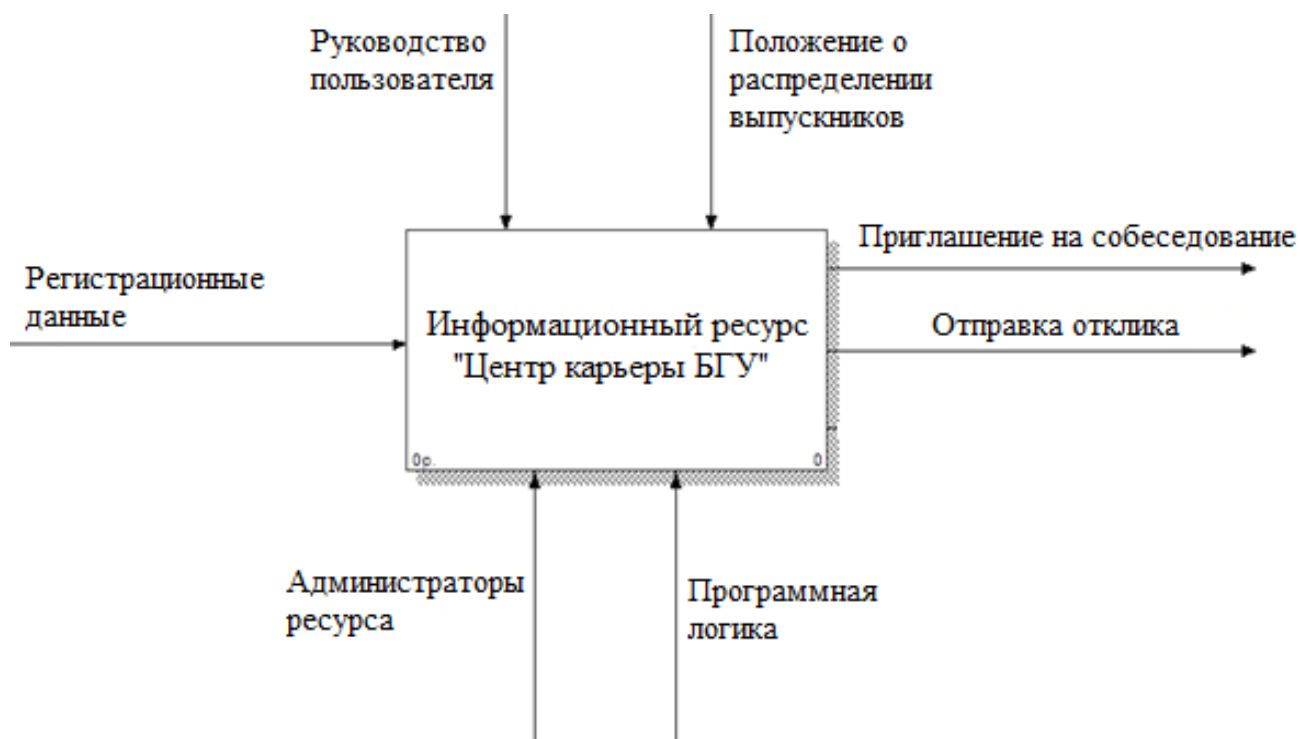 Руководство
пользователя
Положение о
распределении
выпускников
Приглашение на собеседование
Регистрационные
данные
Информационный ресурс
"Центр карьеры БГУ"
Отправка отклика
0р.
0
Администраторы
ресурса
Программная
логика